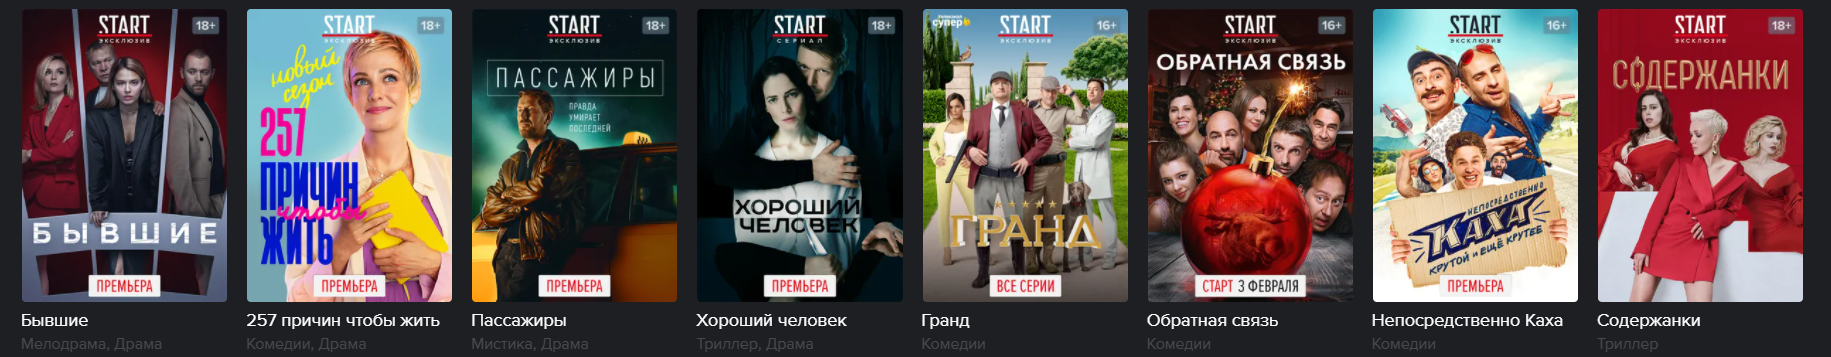 START
ЭКСКЛЮЗИВ
18+
БЫВШИЕ
ПРЕМЬЕРА
Бывшие
Мелодрама, Драма
START
ЭКСКЛЮЗИВ
18+
новый
сезон
257
ПРИЧИН
чтобы
ЖИТЬ
ПРЕМЬЕРА
257 причин чтобы жить
Комедии, Драма
START
ЭКСКЛЮЗИВ
18+
ПАССАЖИРЫ
ПРАВДА
УМИРАЕТ
ПОСЛЕДНЕЙ
ПРЕМЬЕРА
Пассажиры
Мистика, Драма
START
СЕРИАЛ
18+
ХОРОШИЙ
ЧЕЛОВЕК
ПРЕМЬЕРА
Хороший человек
Триллер, Драма
супер
START
ЭКСКЛЮЗИВ
16+
ГРАНД
ВСЕ СЕРИИ
Гранд
Комедии
START
ЭКСКЛЮЗИВ
16+
ОБРАТНАЯ СВЯЗЬ
СТАРТ 3 ФЕВРАЛЯ
Обратная связь
Комедии
START
ЭКСКЛЮЗИВ
16+
НЕПОСРЕДСТВЕННО
КАХА
КРУТОЙ И ЕЩЁ КРУТЕЕ
ПРЕМЬЕРА
Непосредственно Каха
Комедии
START
ЭКСКЛЮЗИВ
18+
СОДЕРЖАНКИ
Содержанки
Триллер